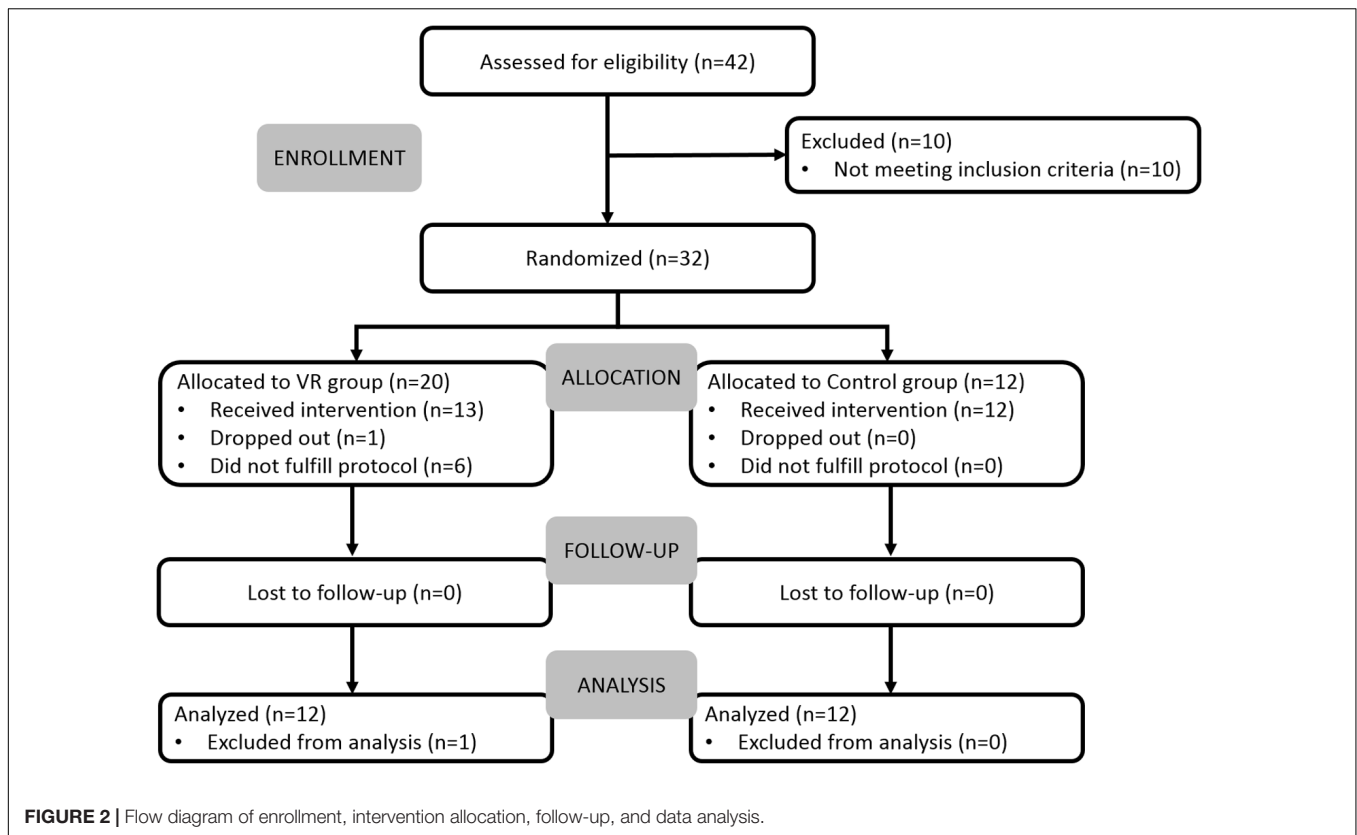 Assessed for eligibility (n=42)
ENROLLMENT
Excluded (n=10)
• Not meeting inclusion criteria (n=10)
Randomized (n=32)
ALLOCATION
Allocated to VR group (n=20)
• Received intervention (n=13)
• Dropped out (n=1)
• Did not fulfill protocol (n=6)
Allocated to Control group (n=12)
• Received intervention (n=12)
• Dropped out (n=0)
• Did not fulfill protocol (n=0)
FOLLOW-UP
Lost to follow-up (n=0)
Lost to follow-up (n=0)
ANALYSIS
Analyzed (n=12)
• Excluded from analysis (n=1)
Analyzed (n=12)
• Excluded from analysis (n=0)
FIGURE 2 | Flow diagram of enrollment, intervention allocation, follow-up, and data analysis.